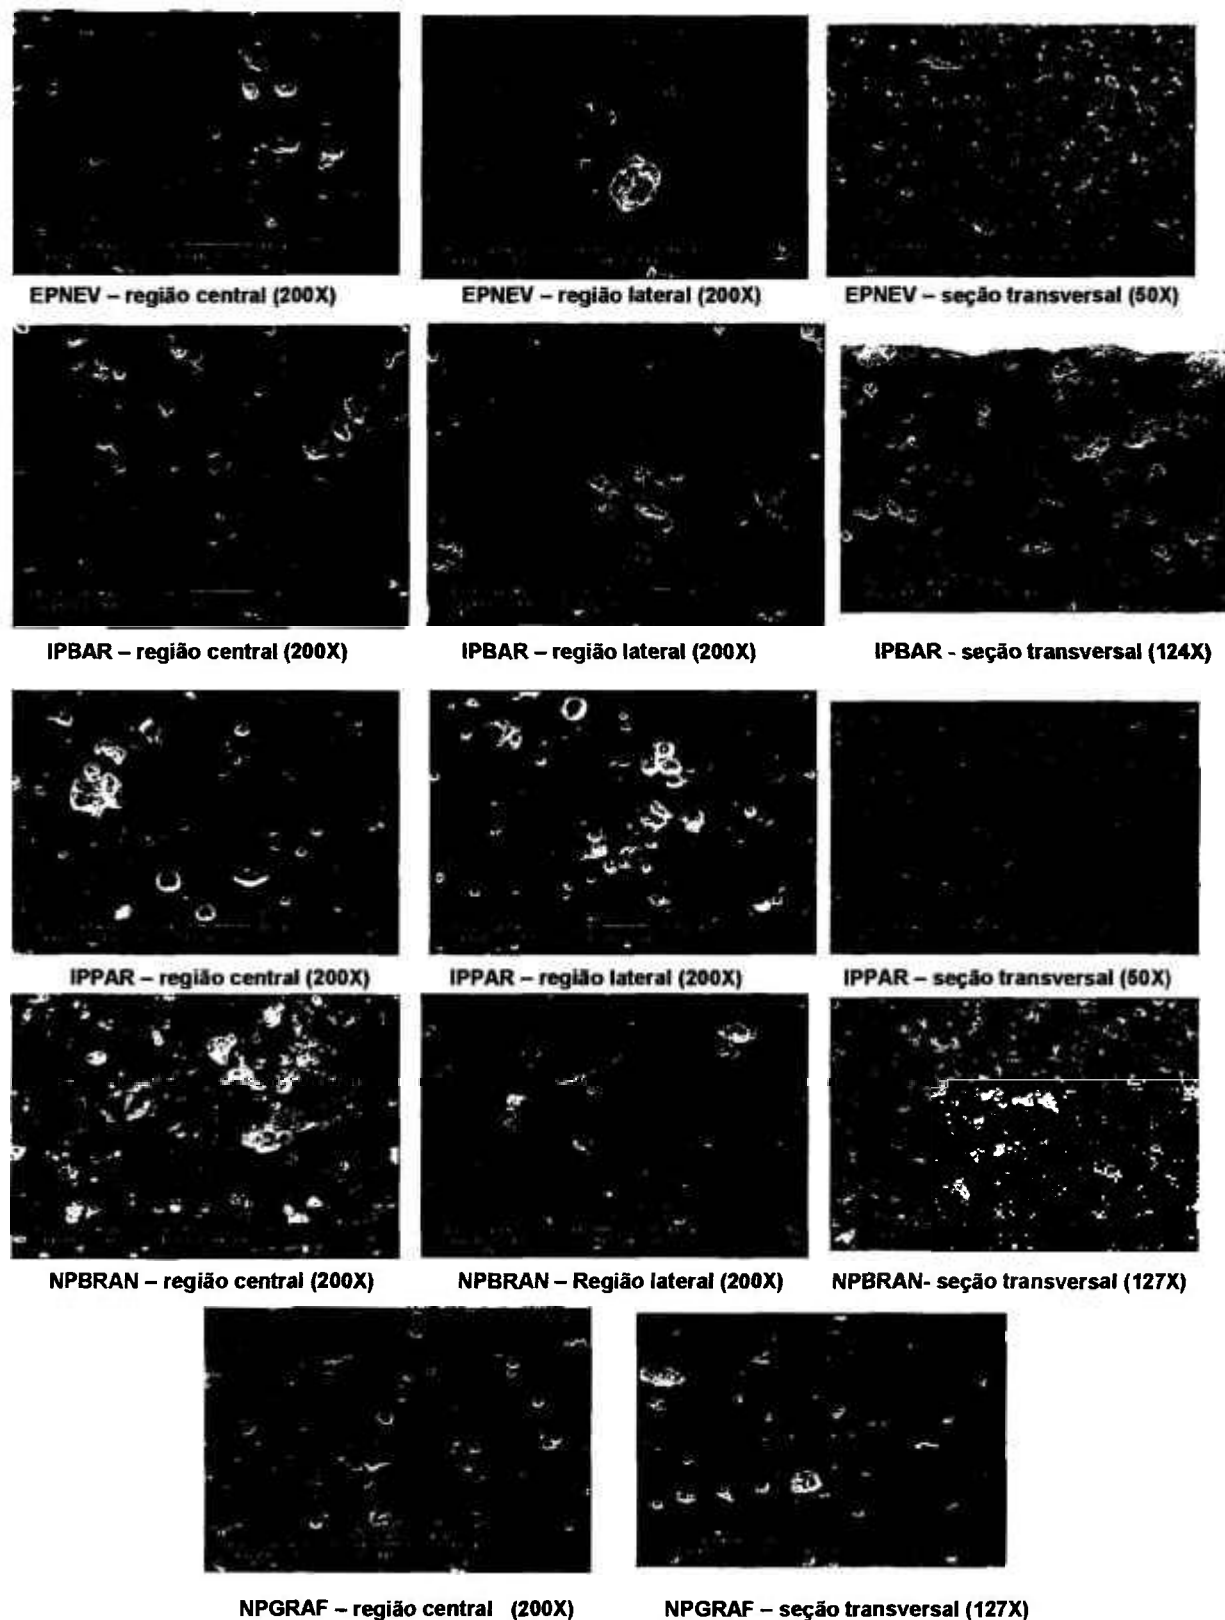 EPNEV – região central (200X)
EPNEV – região lateral (200X)
EPNEV – seção transversal (50X)
IPBAR – região central (200X)
IPBAR – região lateral (200X)
IPBAR - seção transversal (124X)
IPPAR – região central (200X)
IPPAR – região lateral (200X)
IPPAR – seção transversal (50X)
NPBRAN – região central (200X)
NPBRAN – Região lateral (200X)
NPBRAN- seção transversal (127X)
NPGRAF – região central (200X)
NPGRAF – seção transversal (127X)